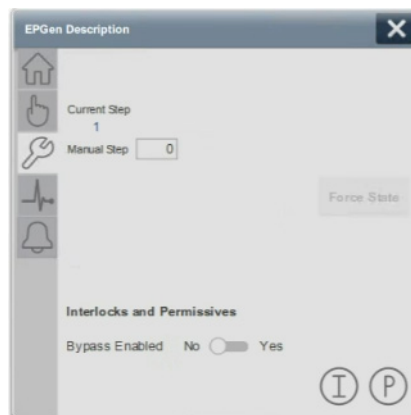 EPGen Description
Current Step
1
Manual Step 0
Force State
Interlocks and Permissives
Bypass Enabled No Yes
I P